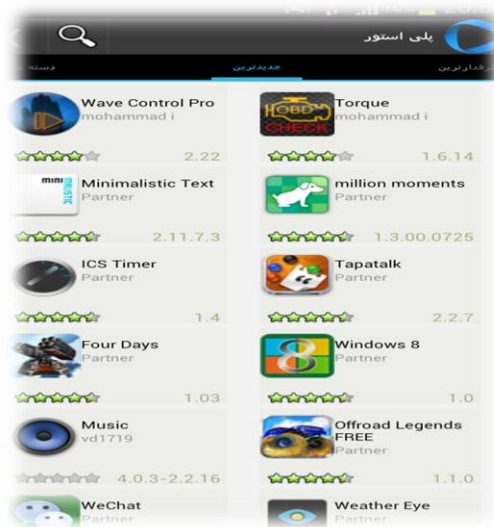 پلی استور
جدیدترین
دسته
Wave Control Pro
mohammad i
2.22
Torque
mohammad i
1.6.14
Minimalistic Text
Partner
2.11.7.3
million moments
Partner
1.3.00.0725
ICS Timer
Partner
1.4
Tapatalk
Partner
2.2.7
Four Days
Partner
1.03
Windows 8
Partner
1.0
Music
vd1719
4.0.3-2.2.16
Offroad Legends
FREE
Partner
1.1.0
WeChat
Partner
Weather Eye
Partner